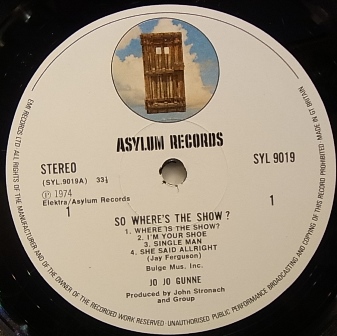 EMI RECORDS LTD ALL RIGHTS OF THE MANUFACTURER AND OF THE OWNER OF THE RECORDED WORK RESERVED UNAUTHORISED PUBLIC PERFORMANCE BROADCASTING AND COPYING OF THIS RECORD PROHIBITED MADE IN GT BRITAIN
ASYLUM RECORDS
STEREO
SYL 9019
(SYL.9019A) 33⅓
Ⓟ 1974
Elektra/Asylum Records
1
1
SO WHERE'S THE SHOW?
1. WHERE IS THE SHOW?
2. I'M YOUR SHOE
3. SINGLE MAN
4. SHE SAID ALLRIGHT
(Jay Ferguson)
Bulge Mus. Inc.
JO JO GUNNE
Produced by John Stronach
and Group